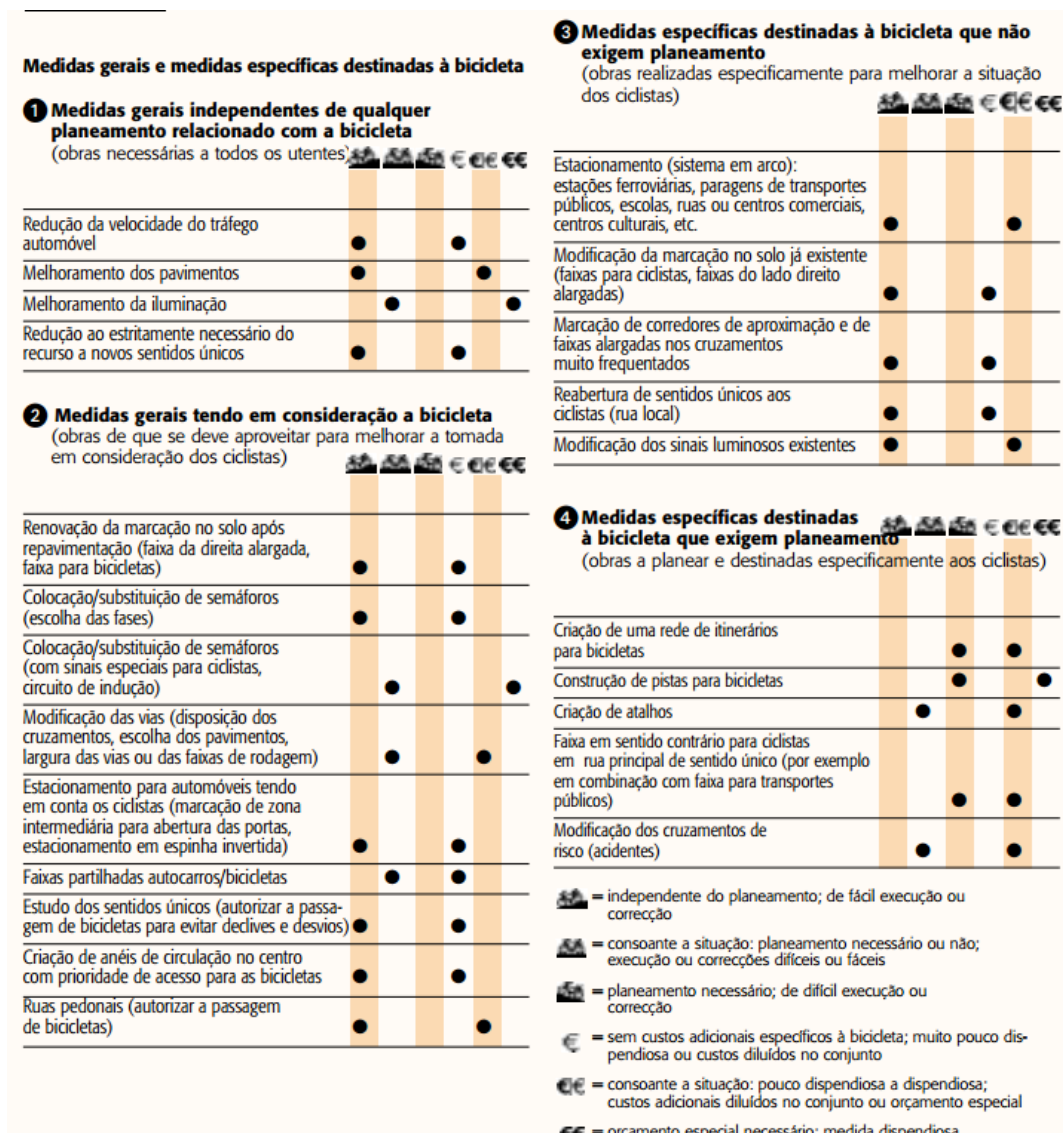 Medidas gerais e medidas específicas destinadas à bicicleta
1 Medidas gerais independentes de qualquer
planeamento relacionado com a bicicleta
(obras necessárias a todos os utentes)
€ €€ €€
Redução da velocidade do tráfego
automóvel ● ●
Melhoramento dos pavimentos ● ●
Melhoramento da iluminação ● ●
Redução ao estritamente necessário do
recurso a novos sentidos únicos ● ●
2 Medidas gerais tendo em consideração a bicicleta
(obras de que se deve aproveitar para melhorar a tomada
em consideração dos ciclistas)
€ €€ €€
Renovação da marcação no solo após
repavimentação (faixa da direita alargada,
faixa para bicicletas) ● ●
Colocação/substituição de semáforos
(escolha das fases) ● ●
Colocação/substituição de semáforos
(com sinais especiais para ciclistas,
circuito de indução) ● ●
Modificação das vias (disposição dos
cruzamentos, escolha dos pavimentos,
largura das vias ou das faixas de rodagem) ● ●
Estacionamento para automóveis tendo
em conta os ciclistas (marcação de zona
intermediária para abertura das portas,
estacionamento em espinha invertida) ● ●
Faixas partilhadas autocarros/bicicletas ● ●
Estudo dos sentidos únicos (autorizar a passa-
gem de bicicletas para evitar declives e desvios) ● ●
Criação de anéis de circulação no centro
com prioridade de acesso para as bicicletas ● ●
Ruas pedonais (autorizar a passagem
de bicicletas) ● ●
3 Medidas específicas destinadas à bicicleta que não
exigem planeamento
(obras realizadas especificamente para melhorar a situação
dos ciclistas)
€ €€ €€
Estacionamento (sistema em arco):
estações ferroviárias, paragens de transportes
públicos, escolas, ruas ou centros comerciais,
centros culturais, etc. ● ●
Modificação da marcação no solo já existente
(faixas para ciclistas, faixas do lado direito
alargadas) ● ●
Marcação de corredores de aproximação e de
faixas alargadas nos cruzamentos
muito frequentados ● ●
Reabertura de sentidos únicos aos
ciclistas (rua local) ● ●
Modificação dos sinais luminosos existentes ● ●
4 Medidas específicas destinadas
à bicicleta que exigem planeamento
€ €€ €€
(obras a planear e destinadas especificamente aos ciclistas)
Criação de uma rede de itinerários
para bicicletas ● ●
Construção de pistas para bicicletas ● ●
Criação de atalhos ● ●
Faixa em sentido contrário para ciclistas
em rua principal de sentido único (por exemplo
em combinação com faixa para transportes
públicos) ● ●
Modificação dos cruzamentos de
risco (acidentes) ● ●
= independente do planeamento; de fácil execução ou
correcção
= consoante a situação: planeamento necessário ou não;
execução ou correcções difíceis ou fáceis
= planeamento necessário; de difícil execução ou
correcção
€ = sem custos adicionais específicos à bicicleta; muito pouco dis-
pendiosa ou custos diluídos no conjunto
€€ = consoante a situação: pouco dispendiosa a dispendiosa;
custos adicionais diluídos no conjunto ou orçamento especial
€€ = orçamento especial necessário; medida dispendiosa